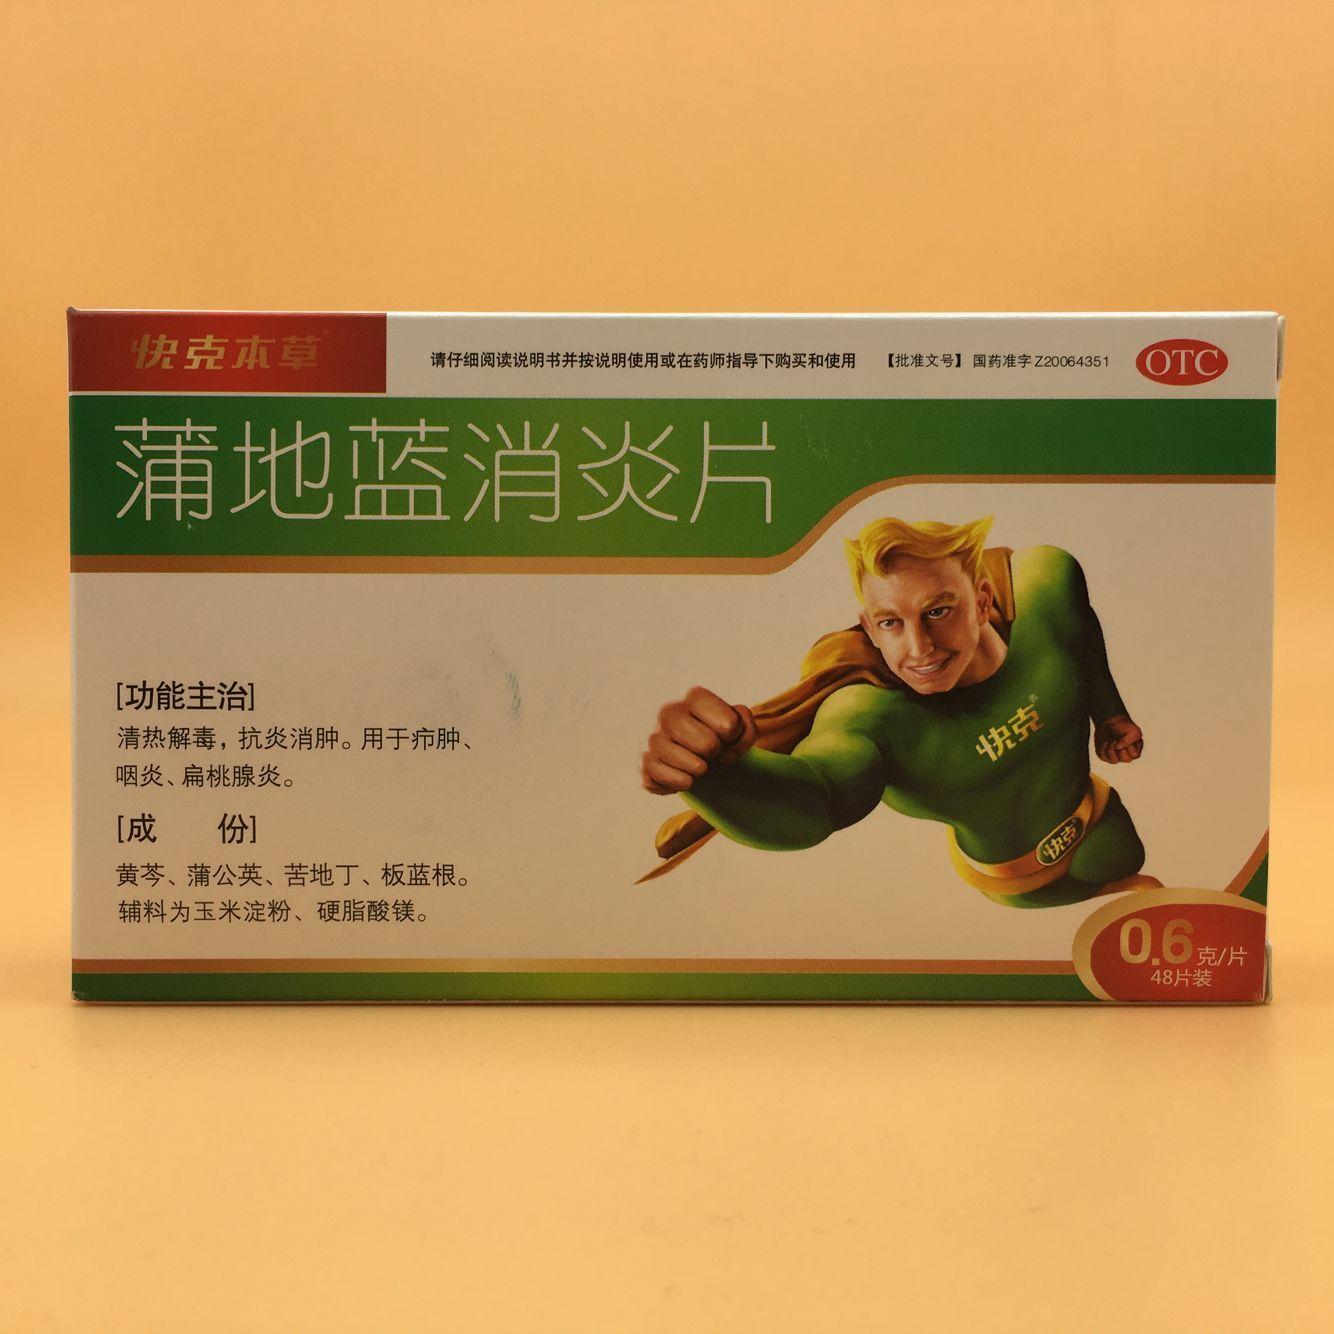 快克本草®
请仔细阅读说明书并按说明使用或在药师指导下购买和使用 【批准文号】 国药准字Z20064351 OTC
蒲地蓝消炎片
[功能主治]
清热解毒，抗炎消肿。用于疖肿、
咽炎、扁桃腺炎。
[成 份]
黄芩、蒲公英、苦地丁、板蓝根。
辅料为玉米淀粉、硬脂酸镁。
快克®
快克
0.6克/片
48片装